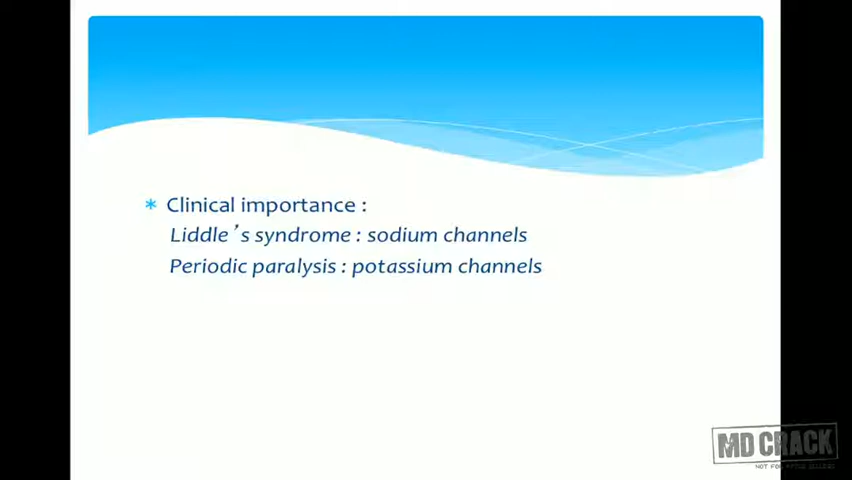 * Clinical importance :
Liddle's syndrome : sodium channels
Periodic paralysis : potassium channels
MD CRACK